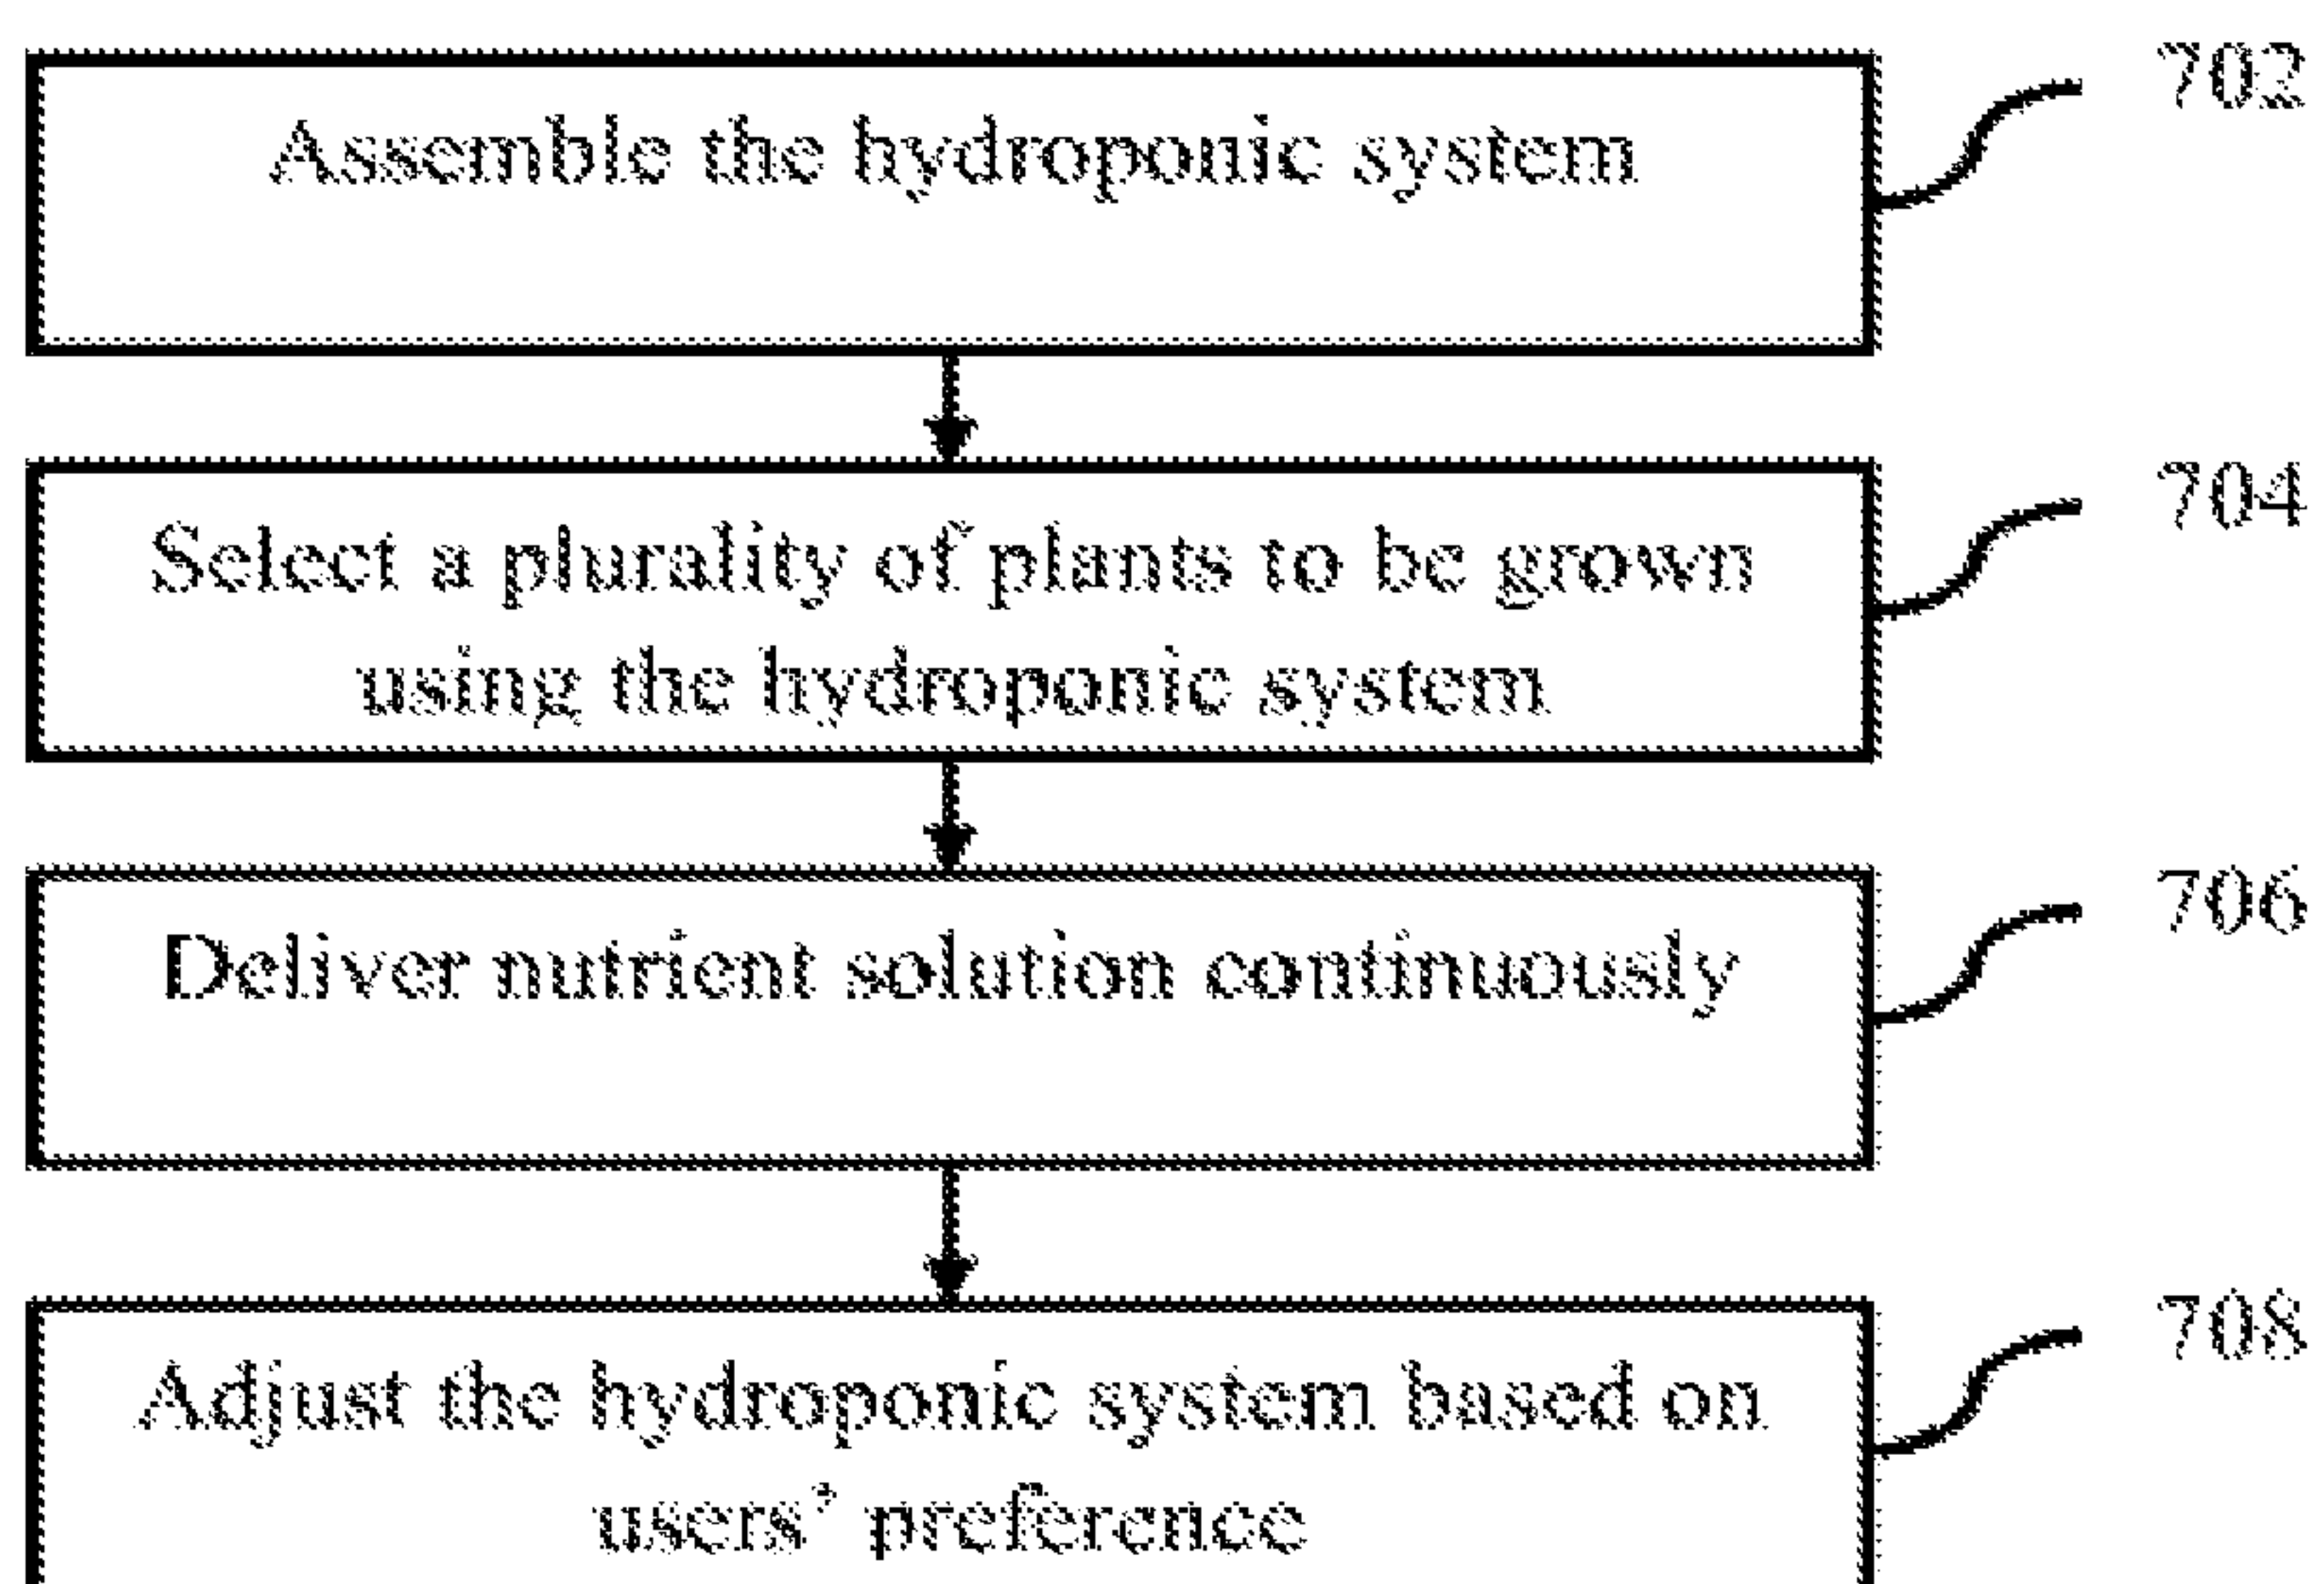 Assemble the hydroponic system
702
Select a plurality of plants to be grown
using the hydroponic system
704
Deliver nutrient solution continuously
706
Adjust the hydroponic system based on
users' preference
708